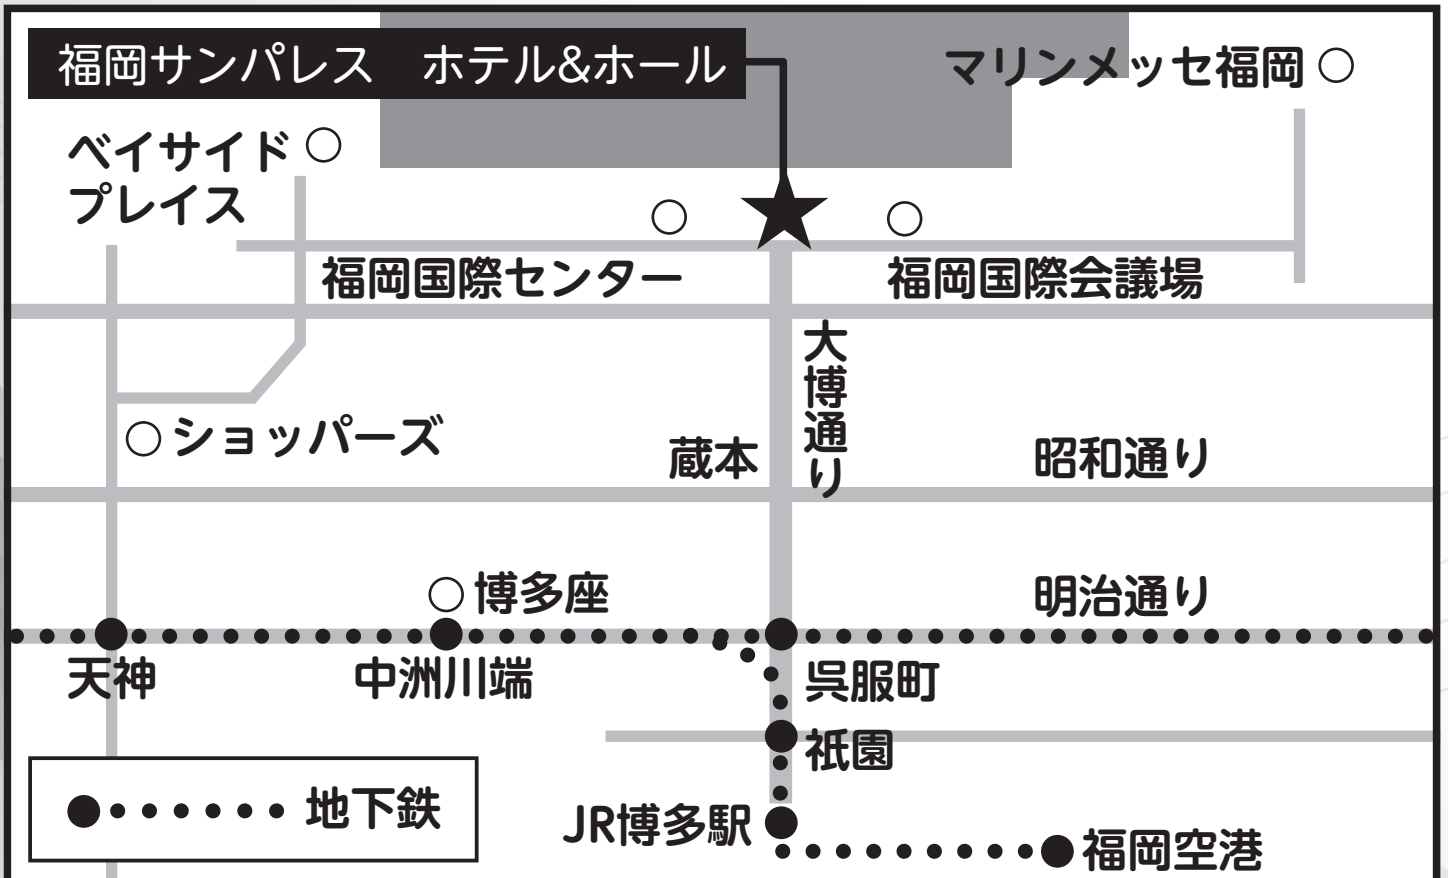 福岡サンパレス　ホテル&ホール
マリンメッセ福岡
ベイサイド
プレイス
福岡国際センター
福岡国際会議場
大博通り
ショッパーズ
蔵本
昭和通り
博多座
明治通り
天神
中洲川端
呉服町
祇園
地下鉄
JR博多駅
福岡空港